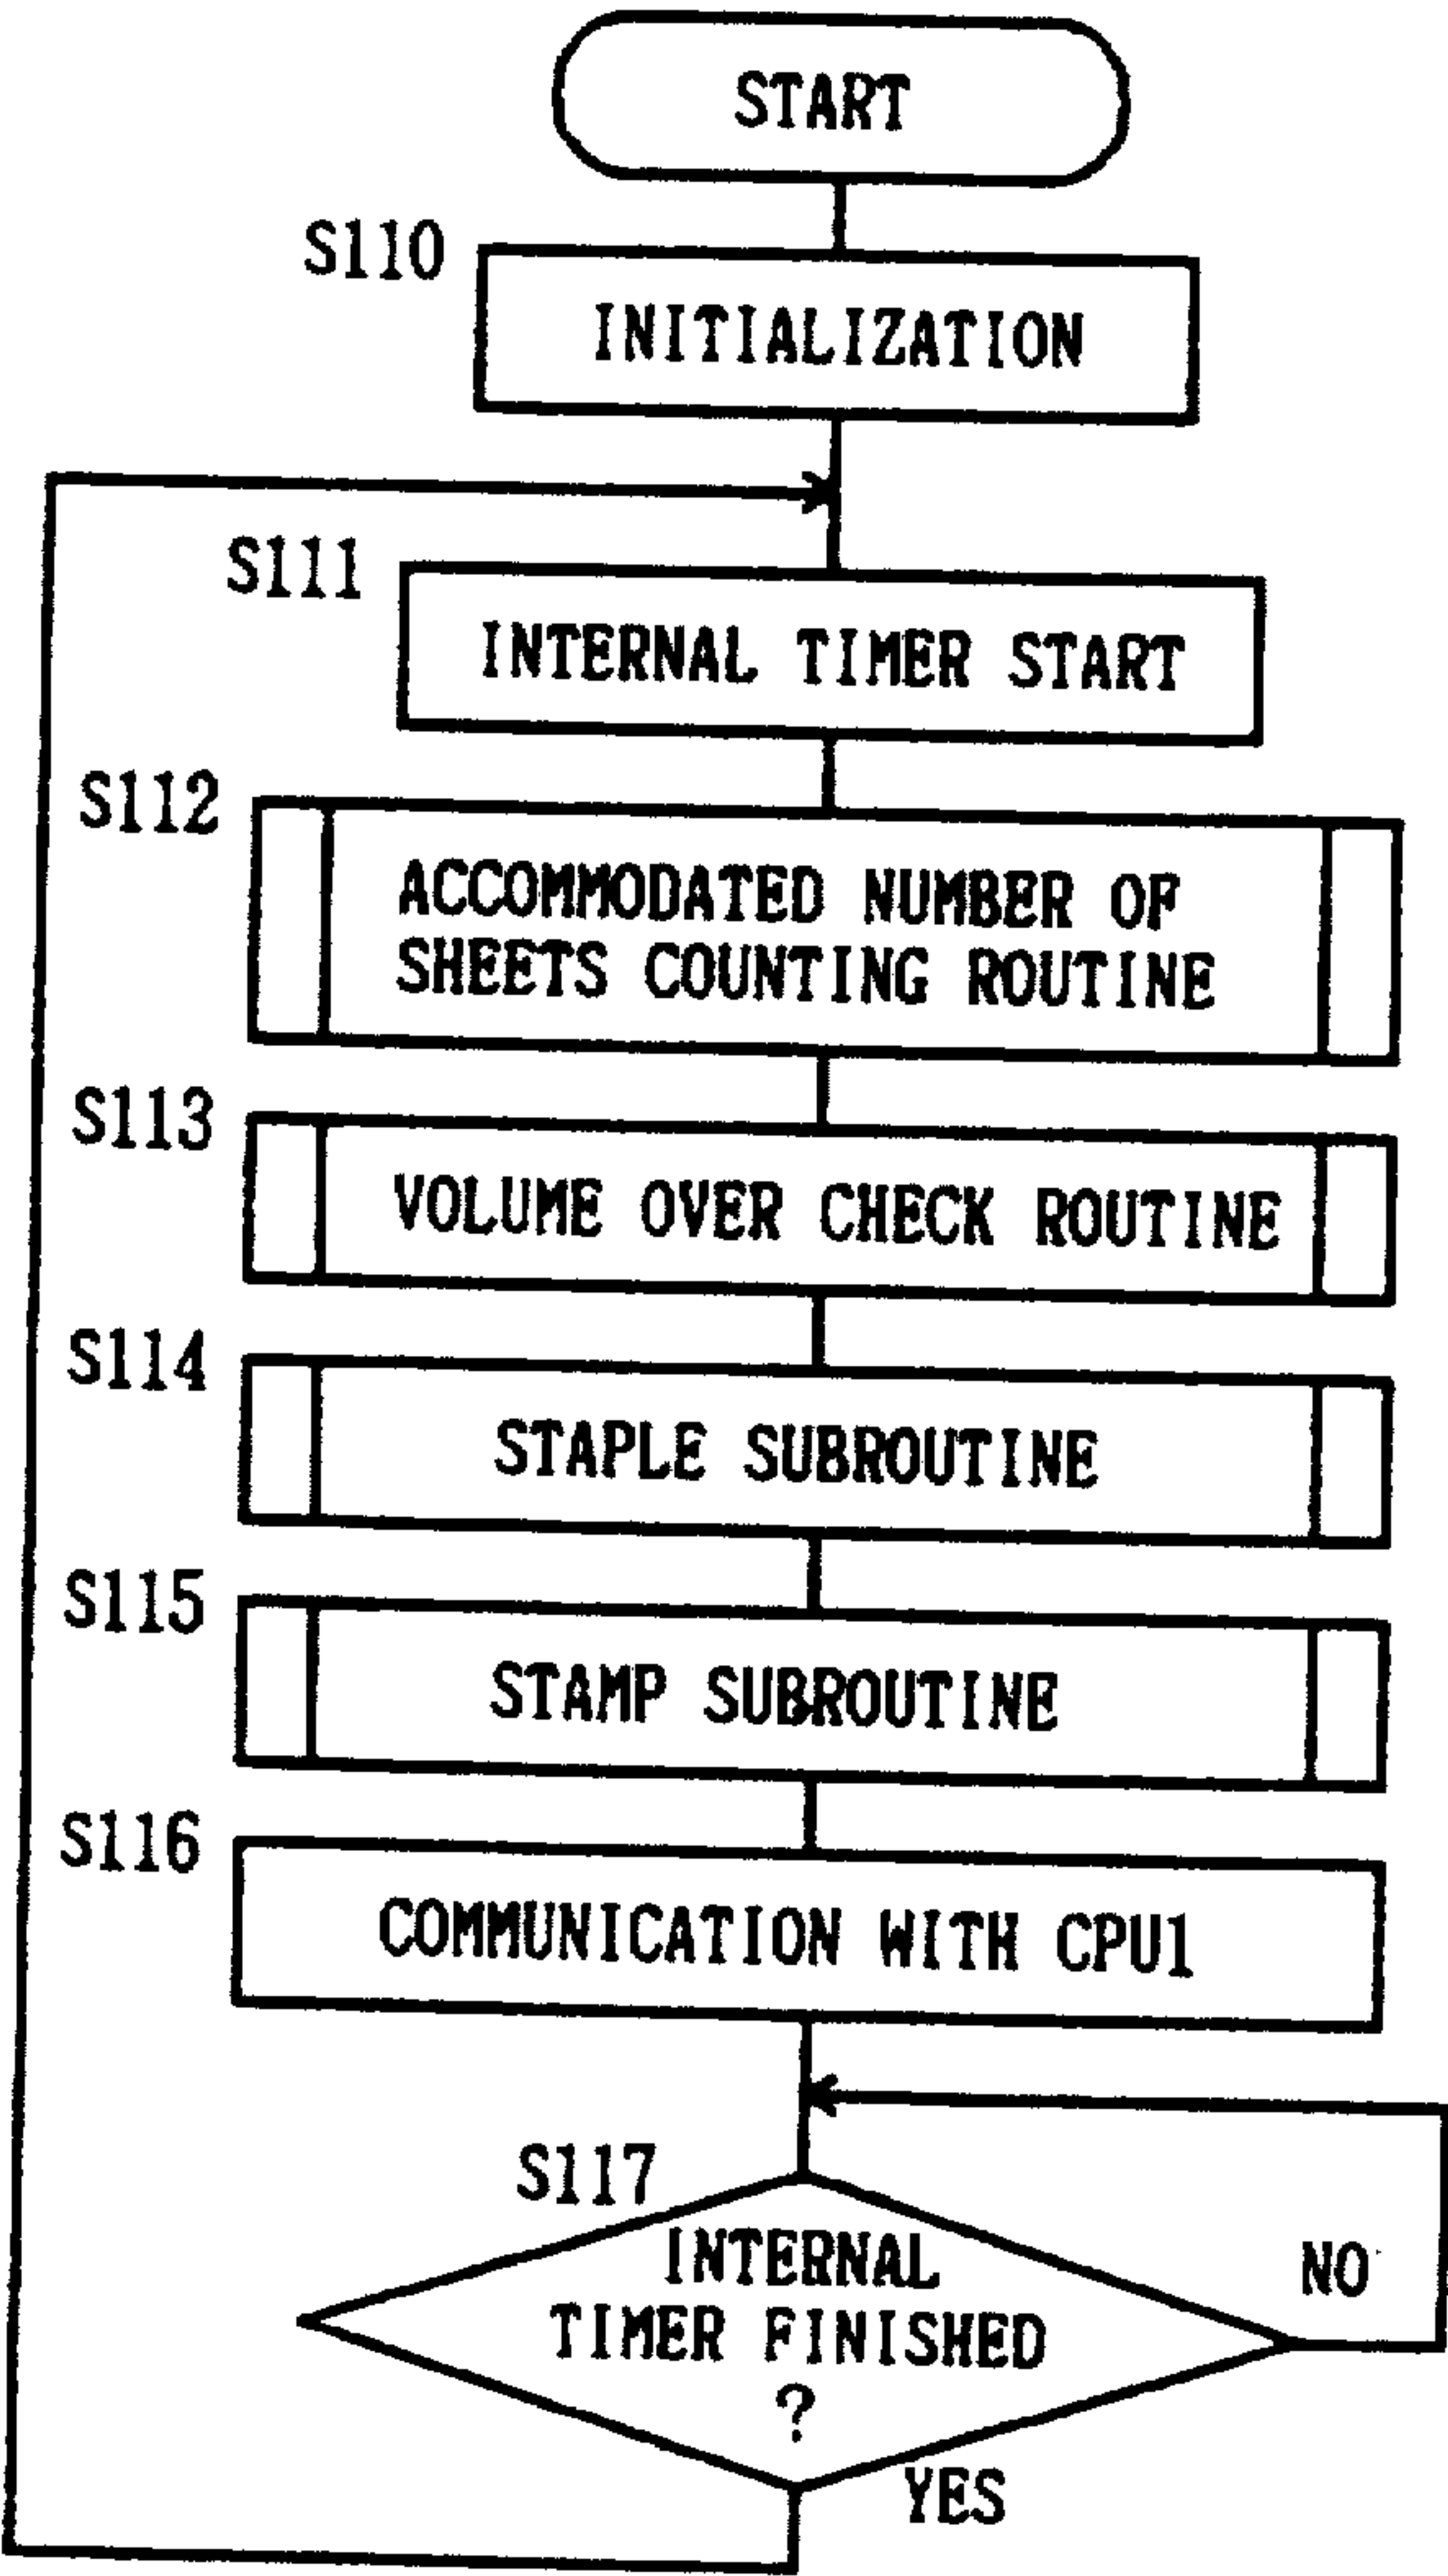 START
S110
INITIALIZATION
S111
INTERNAL TIMER START
S112
ACCOMMODATED NUMBER OF
SHEETS COUNTING ROUTINE
S113
VOLUME OVER CHECK ROUTINE
S114
STAPLE SUBROUTINE
S115
STAMP SUBROUTINE
S116
COMMUNICATION WITH CPU1
S117
INTERNAL
TIMER FINISHED
?
NO
YES